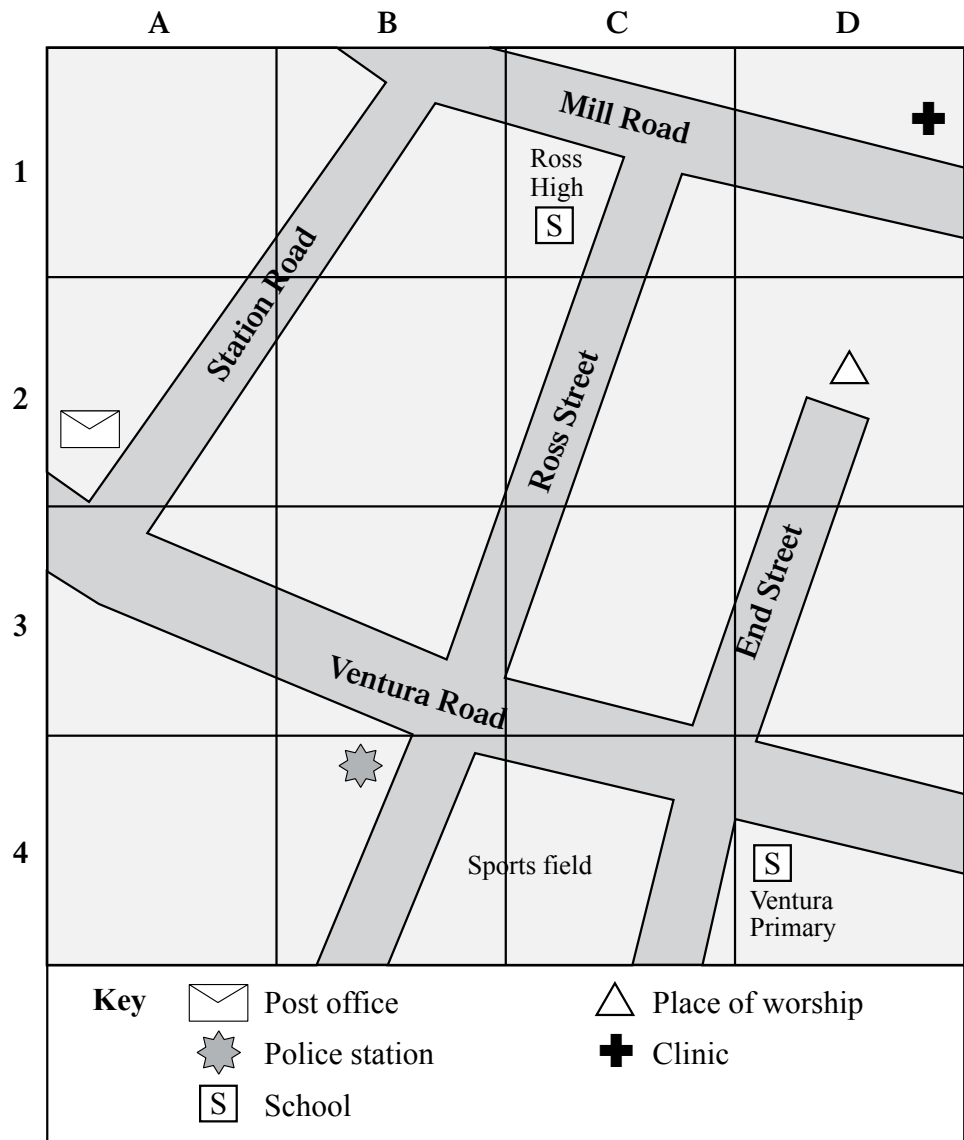 A B C D
1
Mill Road
Ross
High
S
Station Road
2
Ross Street
End Street
3
Ventura Road
4
Sports field
S
Ventura
Primary
Key
Post office
Place of worship
Police station
Clinic
S School